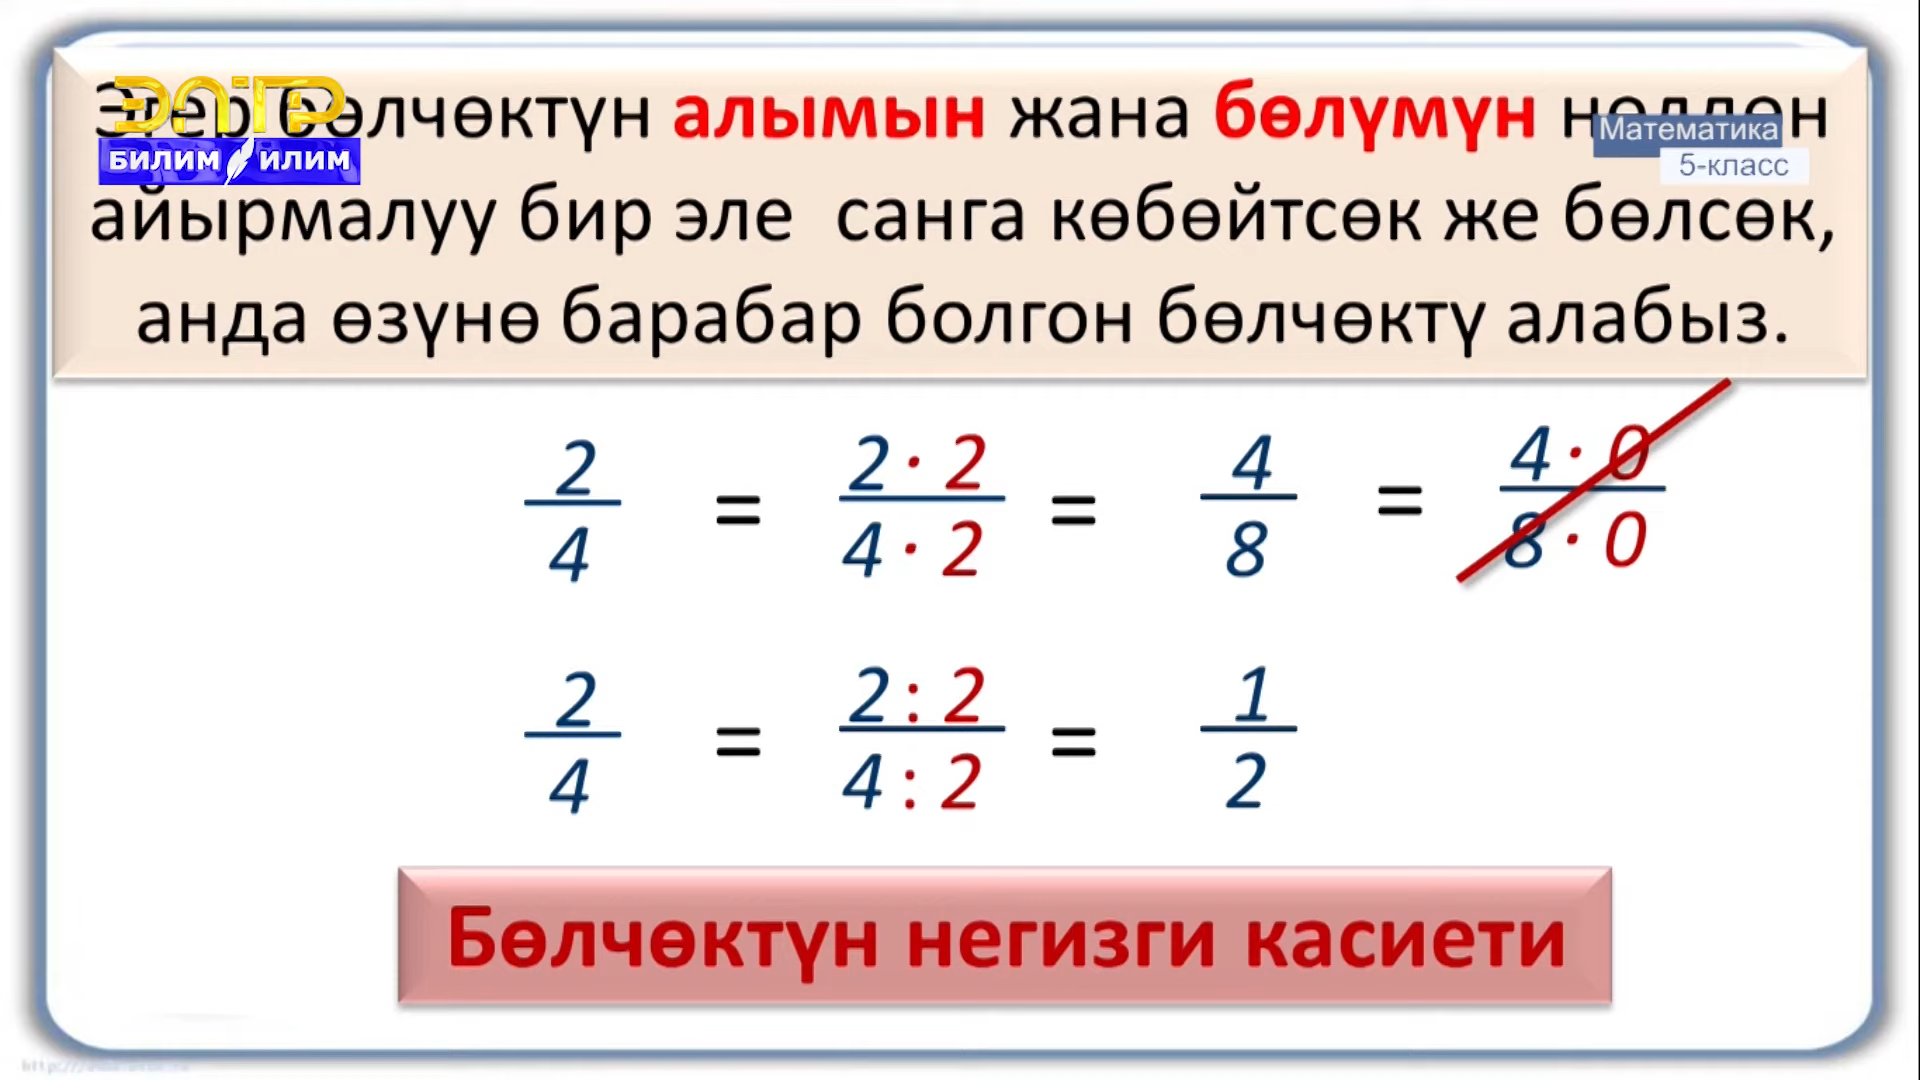 Эгер бөлчөктүн алымын жана бөлүмүн нөлдөн
айырмалуу бир эле санга көбөйтсөк же бөлсөк,
анда өзүнө барабар болгон бөлчөктү алабыз.
ЭЛТР
БИЛИМ ИЛИМ
Математика
5-класс
2/4 = 2 · 2/4 · 2 = 4/8 = 4 · 0/8 · 0
2/4 = 2 : 2/4 : 2 = 1/2
Бөлчөктүн негизги касиети